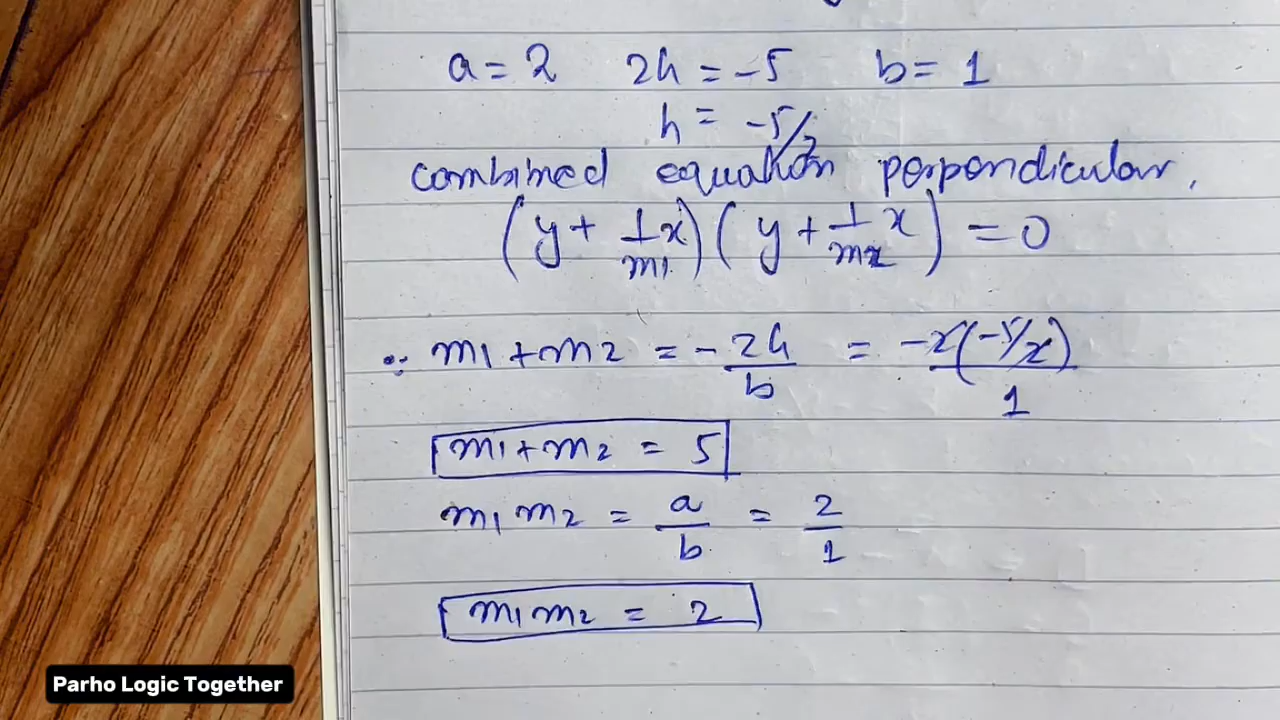 a = 2 2h = -5 b = 1
h = -5/2
combined equation perpendicular.
(y + 1/m1 x) (y + 1/m2 x) = 0
∵ m1 + m2 = - 2h/b = -2(-5/2)/1
m1 + m2 = 5
m1 m2 = a/b = 2/1
m1 m2 = 2
Parho Logic Together